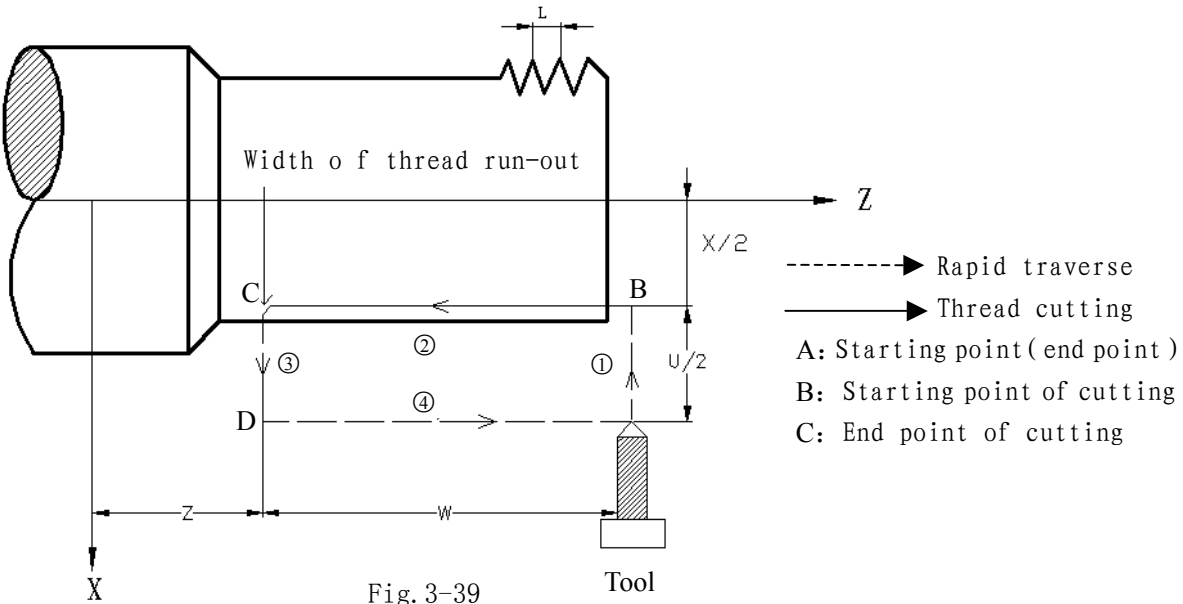 L
Width o f thread run-out
Z
X/2
C
B
②
③
①
U/2
D
④
Z
W
X
Fig. 3-39
Tool
Rapid traverse
Thread cutting
A: Starting point(end point)
B: Starting point of cutting
C: End point of cutting